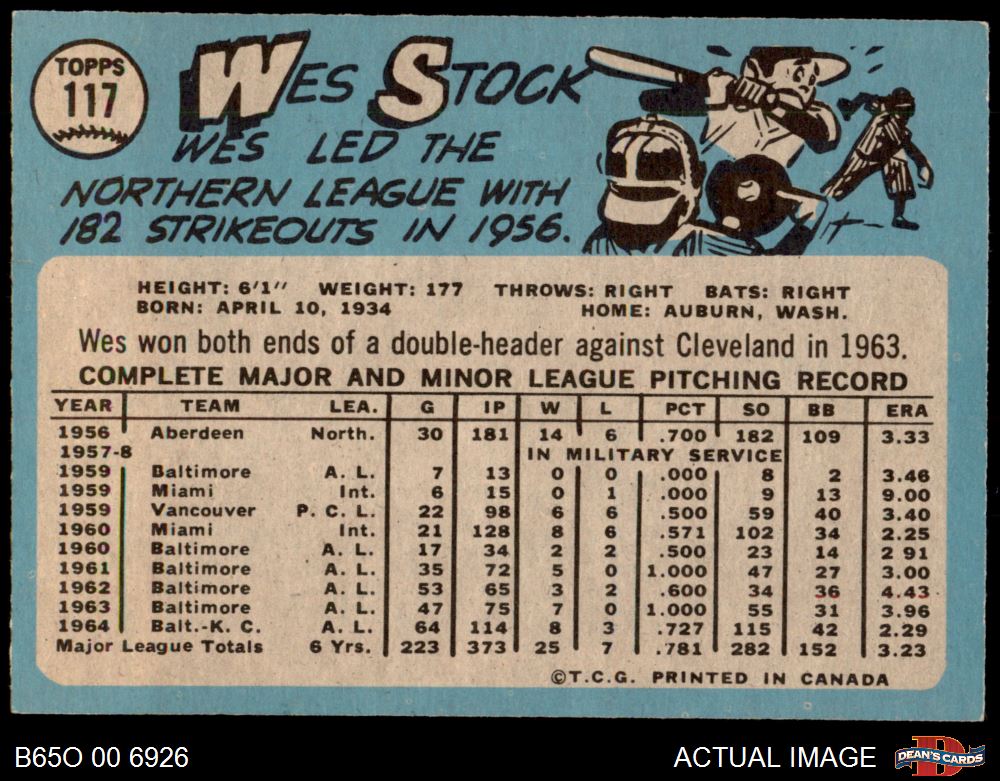 TOPPS
117
WES STOCK
WES LED THE
NORTHERN LEAGUE WITH
182 STRIKEOUTS IN 1956.
HEIGHT: 6'1" WEIGHT: 177 THROWS: RIGHT BATS: RIGHT
BORN: APRIL 10, 1934 HOME: AUBURN, WASH.
Wes won both ends of a double-header against Cleveland in 1963.
COMPLETE MAJOR AND MINOR LEAGUE PITCHING RECORD
YEAR TEAM LEA. G IP W L PCT SO BB ERA
1956 Aberdeen North. 30 181 14 6 .700 182 109 3.33
1957-8 IN MILITARY SERVICE
1959 Baltimore A. L. 7 13 0 0 .000 8 2 3.46
1959 Miami Int. 6 15 0 1 .000 9 13 9.00
1959 Vancouver P. C. L. 22 98 6 6 .500 59 40 3.40
1960 Miami Int. 21 128 8 6 .571 102 34 2.25
1960 Baltimore A. L. 17 34 2 2 .500 23 14 2 91
1961 Baltimore A. L. 35 72 5 0 1.000 47 27 3.00
1962 Baltimore A. L. 53 65 3 2 .600 34 36 4.43
1963 Baltimore A. L. 47 75 7 0 1.000 55 31 3.96
1964 Balt.-K. C. A. L. 64 114 8 3 .727 115 42 2.29
Major League Totals 6 Yrs. 223 373 25 7 .781 282 152 3.23
©T.C.G. PRINTED IN CANADA
B65O 00 6926 ACTUAL IMAGE DEAN'S CARDS